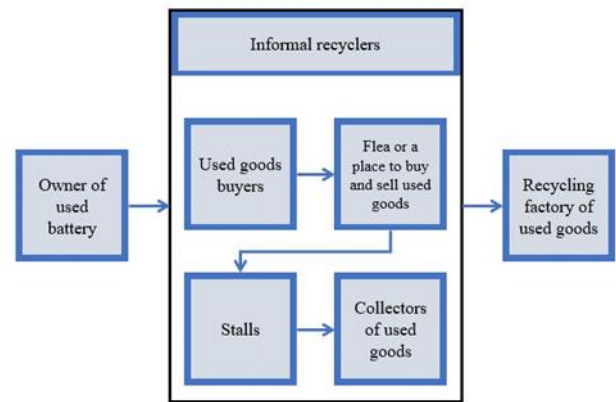 Informal recyclers
Owner of
used
battery
Used goods
buyers
Flea or a
place to buy
and sell used
goods
Stalls
Collectors
of used
goods
Recycling
factory of
used goods